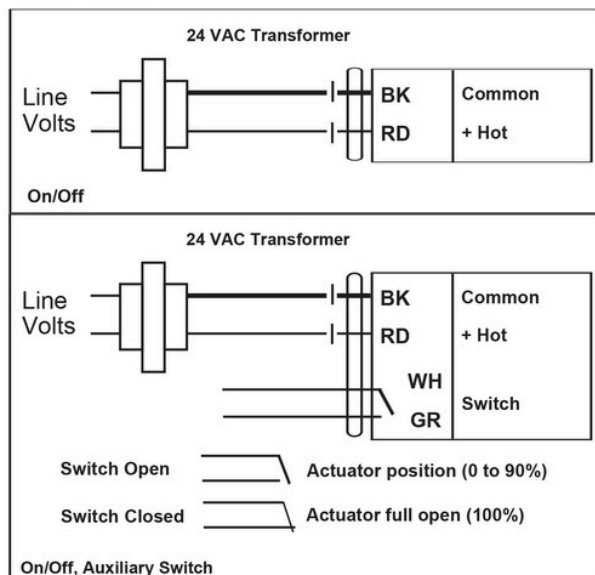 24 VAC Transformer
Line Volts
BK Common
RD + Hot
On/Off
24 VAC Transformer
Line Volts
BK Common
RD + Hot
WH
GR
Switch
Switch Open Actuator position (0 to 90%)
Switch Closed Actuator full open (100%)
On/Off, Auxiliary Switch